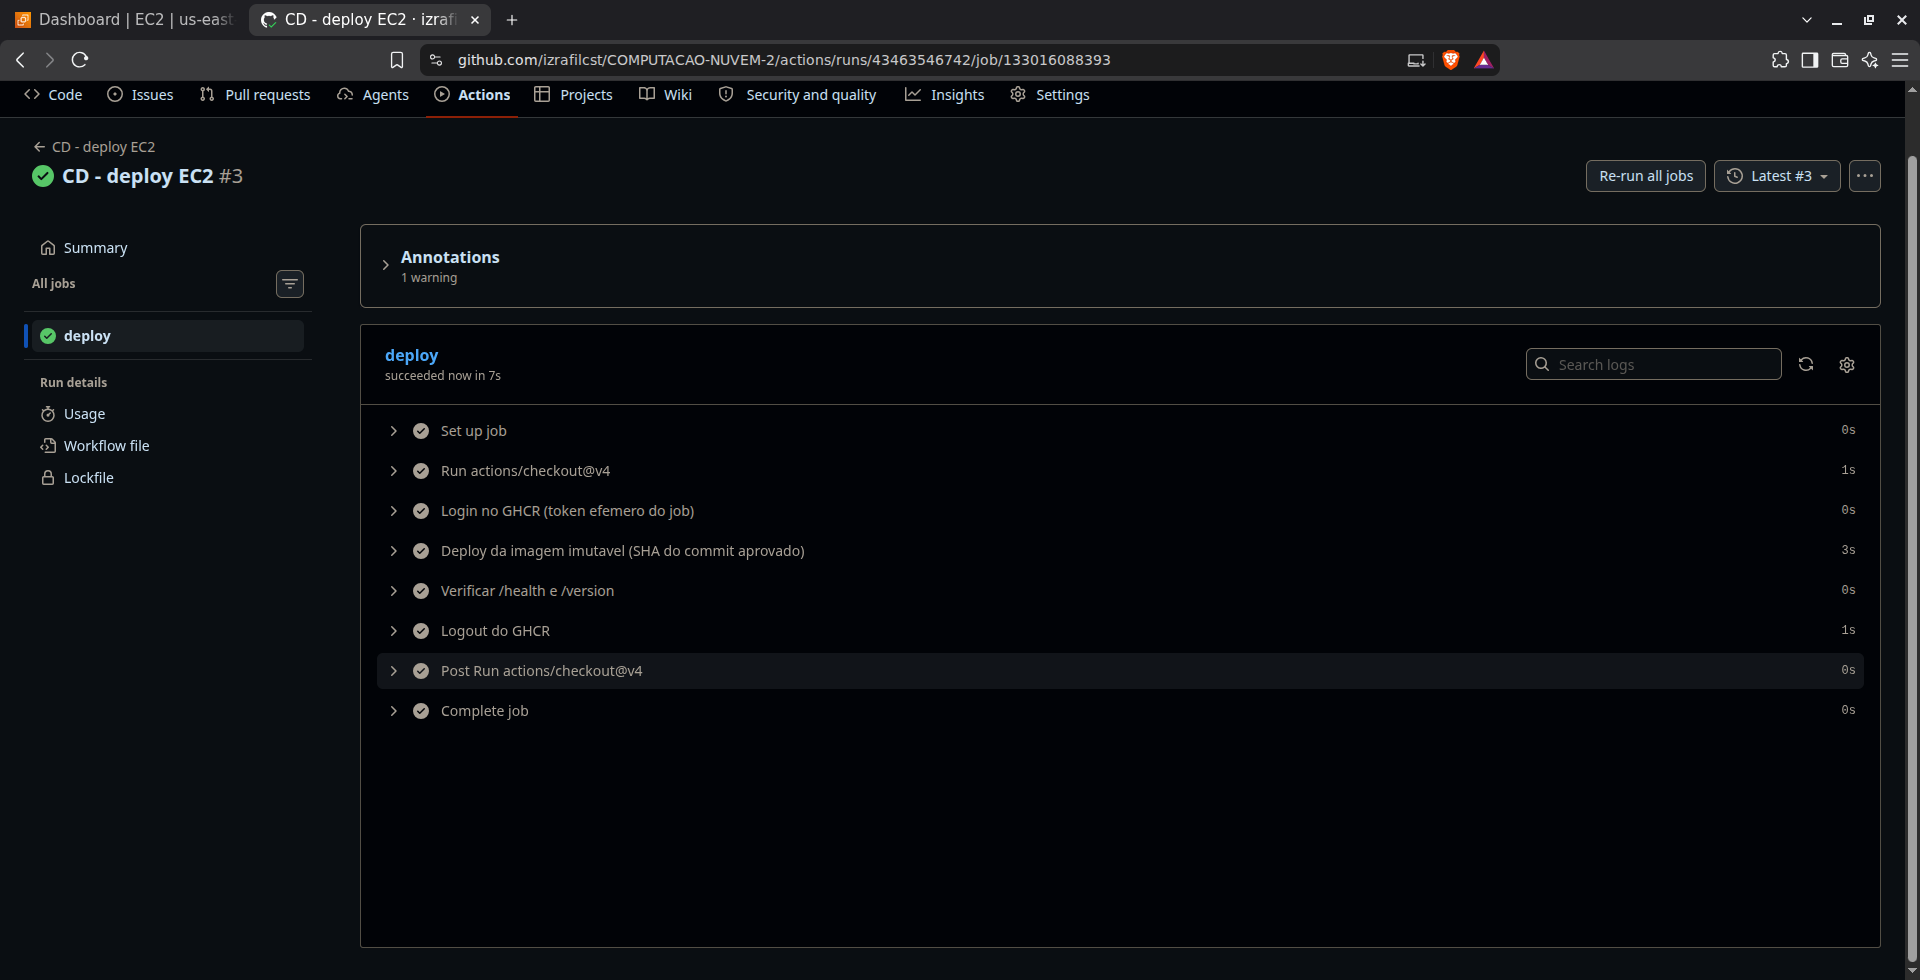 Dashboard | EC2 | us-east
CD - deploy EC2 · izrafi
github.com/izrafilcst/COMPUTACAO-NUVEM-2/actions/runs/43463546742/job/133016088393
Code Issues Pull requests Agents Actions Projects Wiki Security and quality Insights Settings
CD - deploy EC2
CD - deploy EC2 #3
Re-run all jobs
Latest #3
Summary
All jobs
deploy
Run details
Usage
Workflow file
Lockfile
Annotations
1 warning
deploy
succeeded now in 7s
Search logs
Set up job 0s
Run actions/checkout@v4 1s
Login no GHCR (token efemero do job) 0s
Deploy da imagem imutavel (SHA do commit aprovado) 3s
Verificar /health e /version 0s
Logout do GHCR 1s
Post Run actions/checkout@v4 0s
Complete job 0s